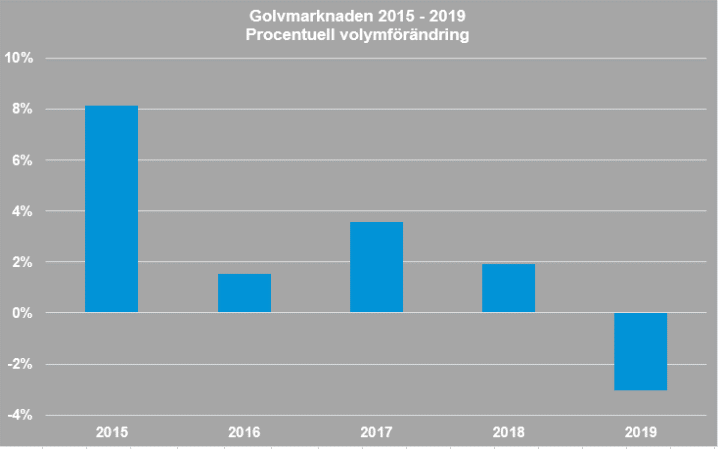 Golvmarknaden 2015 - 2019
Procentuell volymförändring
10%
8%
6%
4%
2%
0%
-2%
-4%
2015 2016 2017 2018 2019